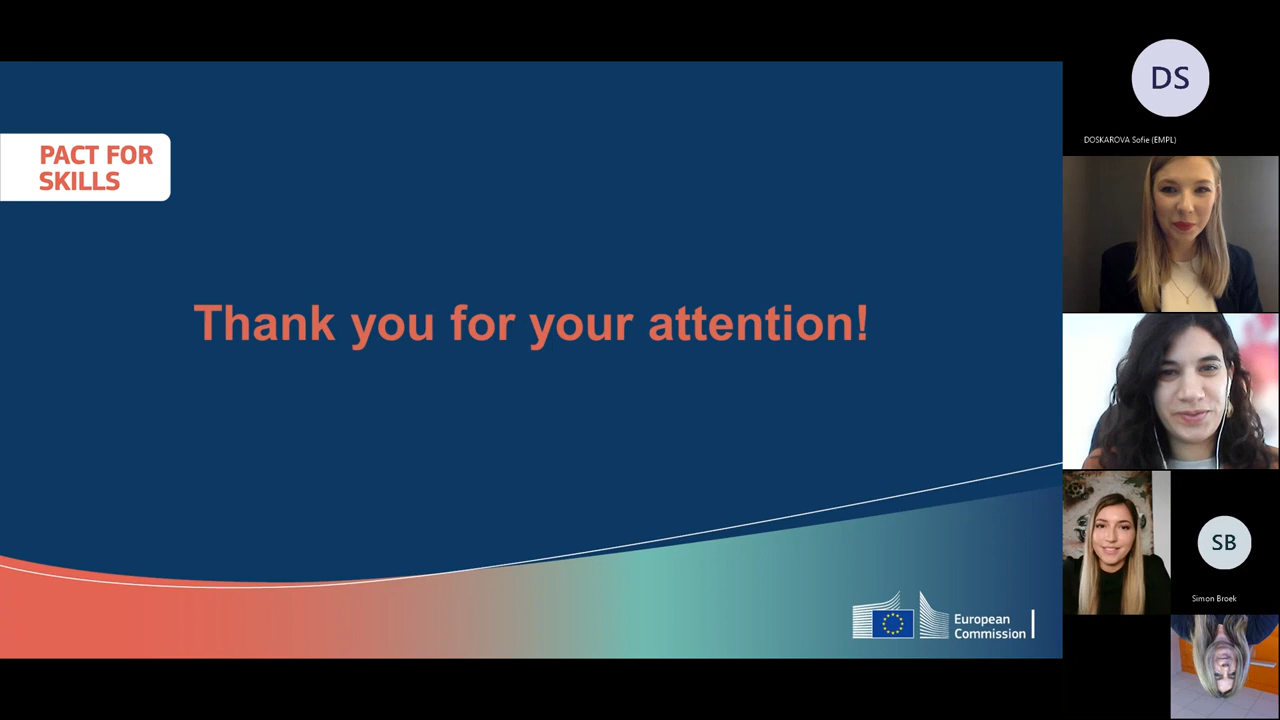 PACT FOR
SKILLS
Thank you for your attention!
European
Commission
DS
DOSKAROVA Sofie (EMPL)
SB
Simon Broek